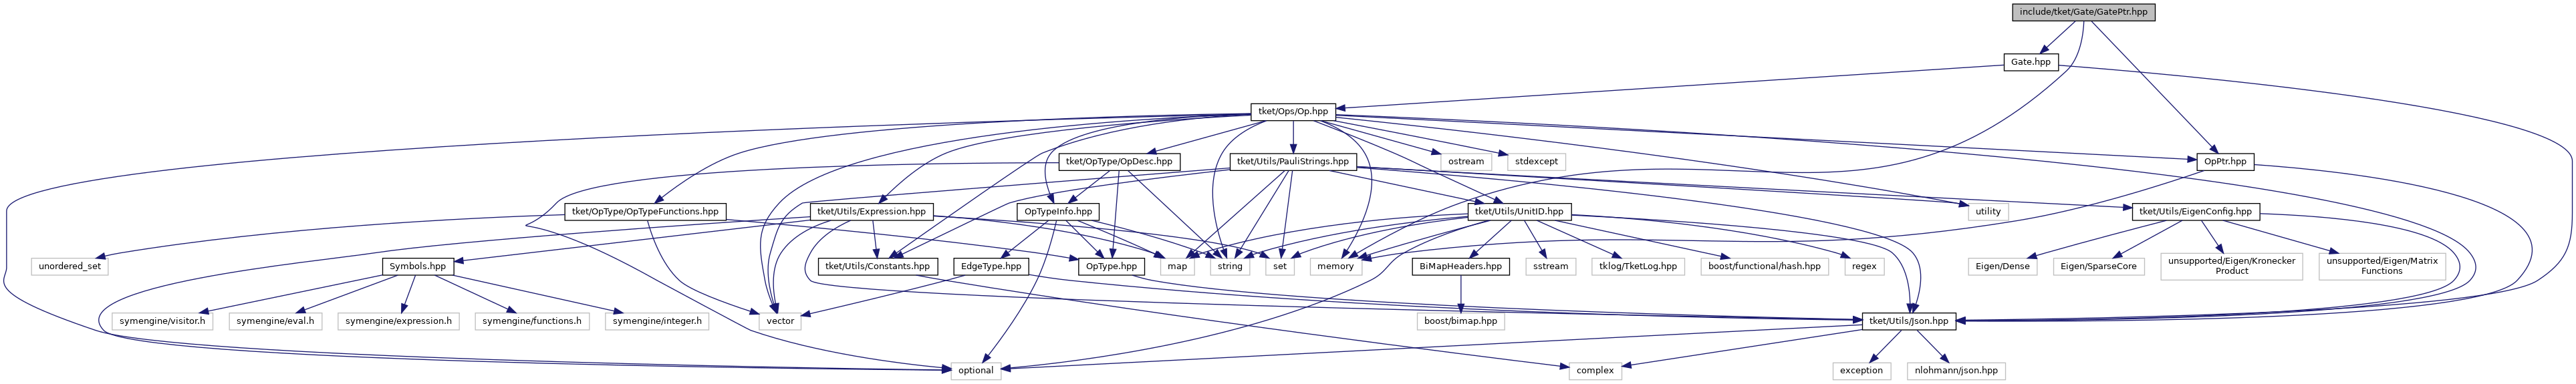 include/tket/Gate/GatePtr.hpp
Gate.hpp
tket/Ops/Op.hpp
tket/OpType/OpDesc.hpp
tket/Utils/PauliStrings.hpp
ostream
stdexcept
OpPtr.hpp
tket/OpType/OpTypeFunctions.hpp
tket/Utils/Expression.hpp
OpTypeInfo.hpp
tket/Utils/UnitID.hpp
utility
tket/Utils/EigenConfig.hpp
unordered_set
Symbols.hpp
tket/Utils/Constants.hpp
EdgeType.hpp
OpType.hpp
map
string
set
memory
BiMapHeaders.hpp
sstream
tklog/TketLog.hpp
boost/functional/hash.hpp
regex
Eigen/Dense
Eigen/SparseCore
unsupported/Eigen/Kronecker
Product
unsupported/Eigen/Matrix
Functions
symengine/visitor.h
symengine/eval.h
symengine/expression.h
symengine/functions.h
symengine/integer.h
vector
boost/bimap.hpp
tket/Utils/Json.hpp
optional
complex
exception
nlohmann/json.hpp